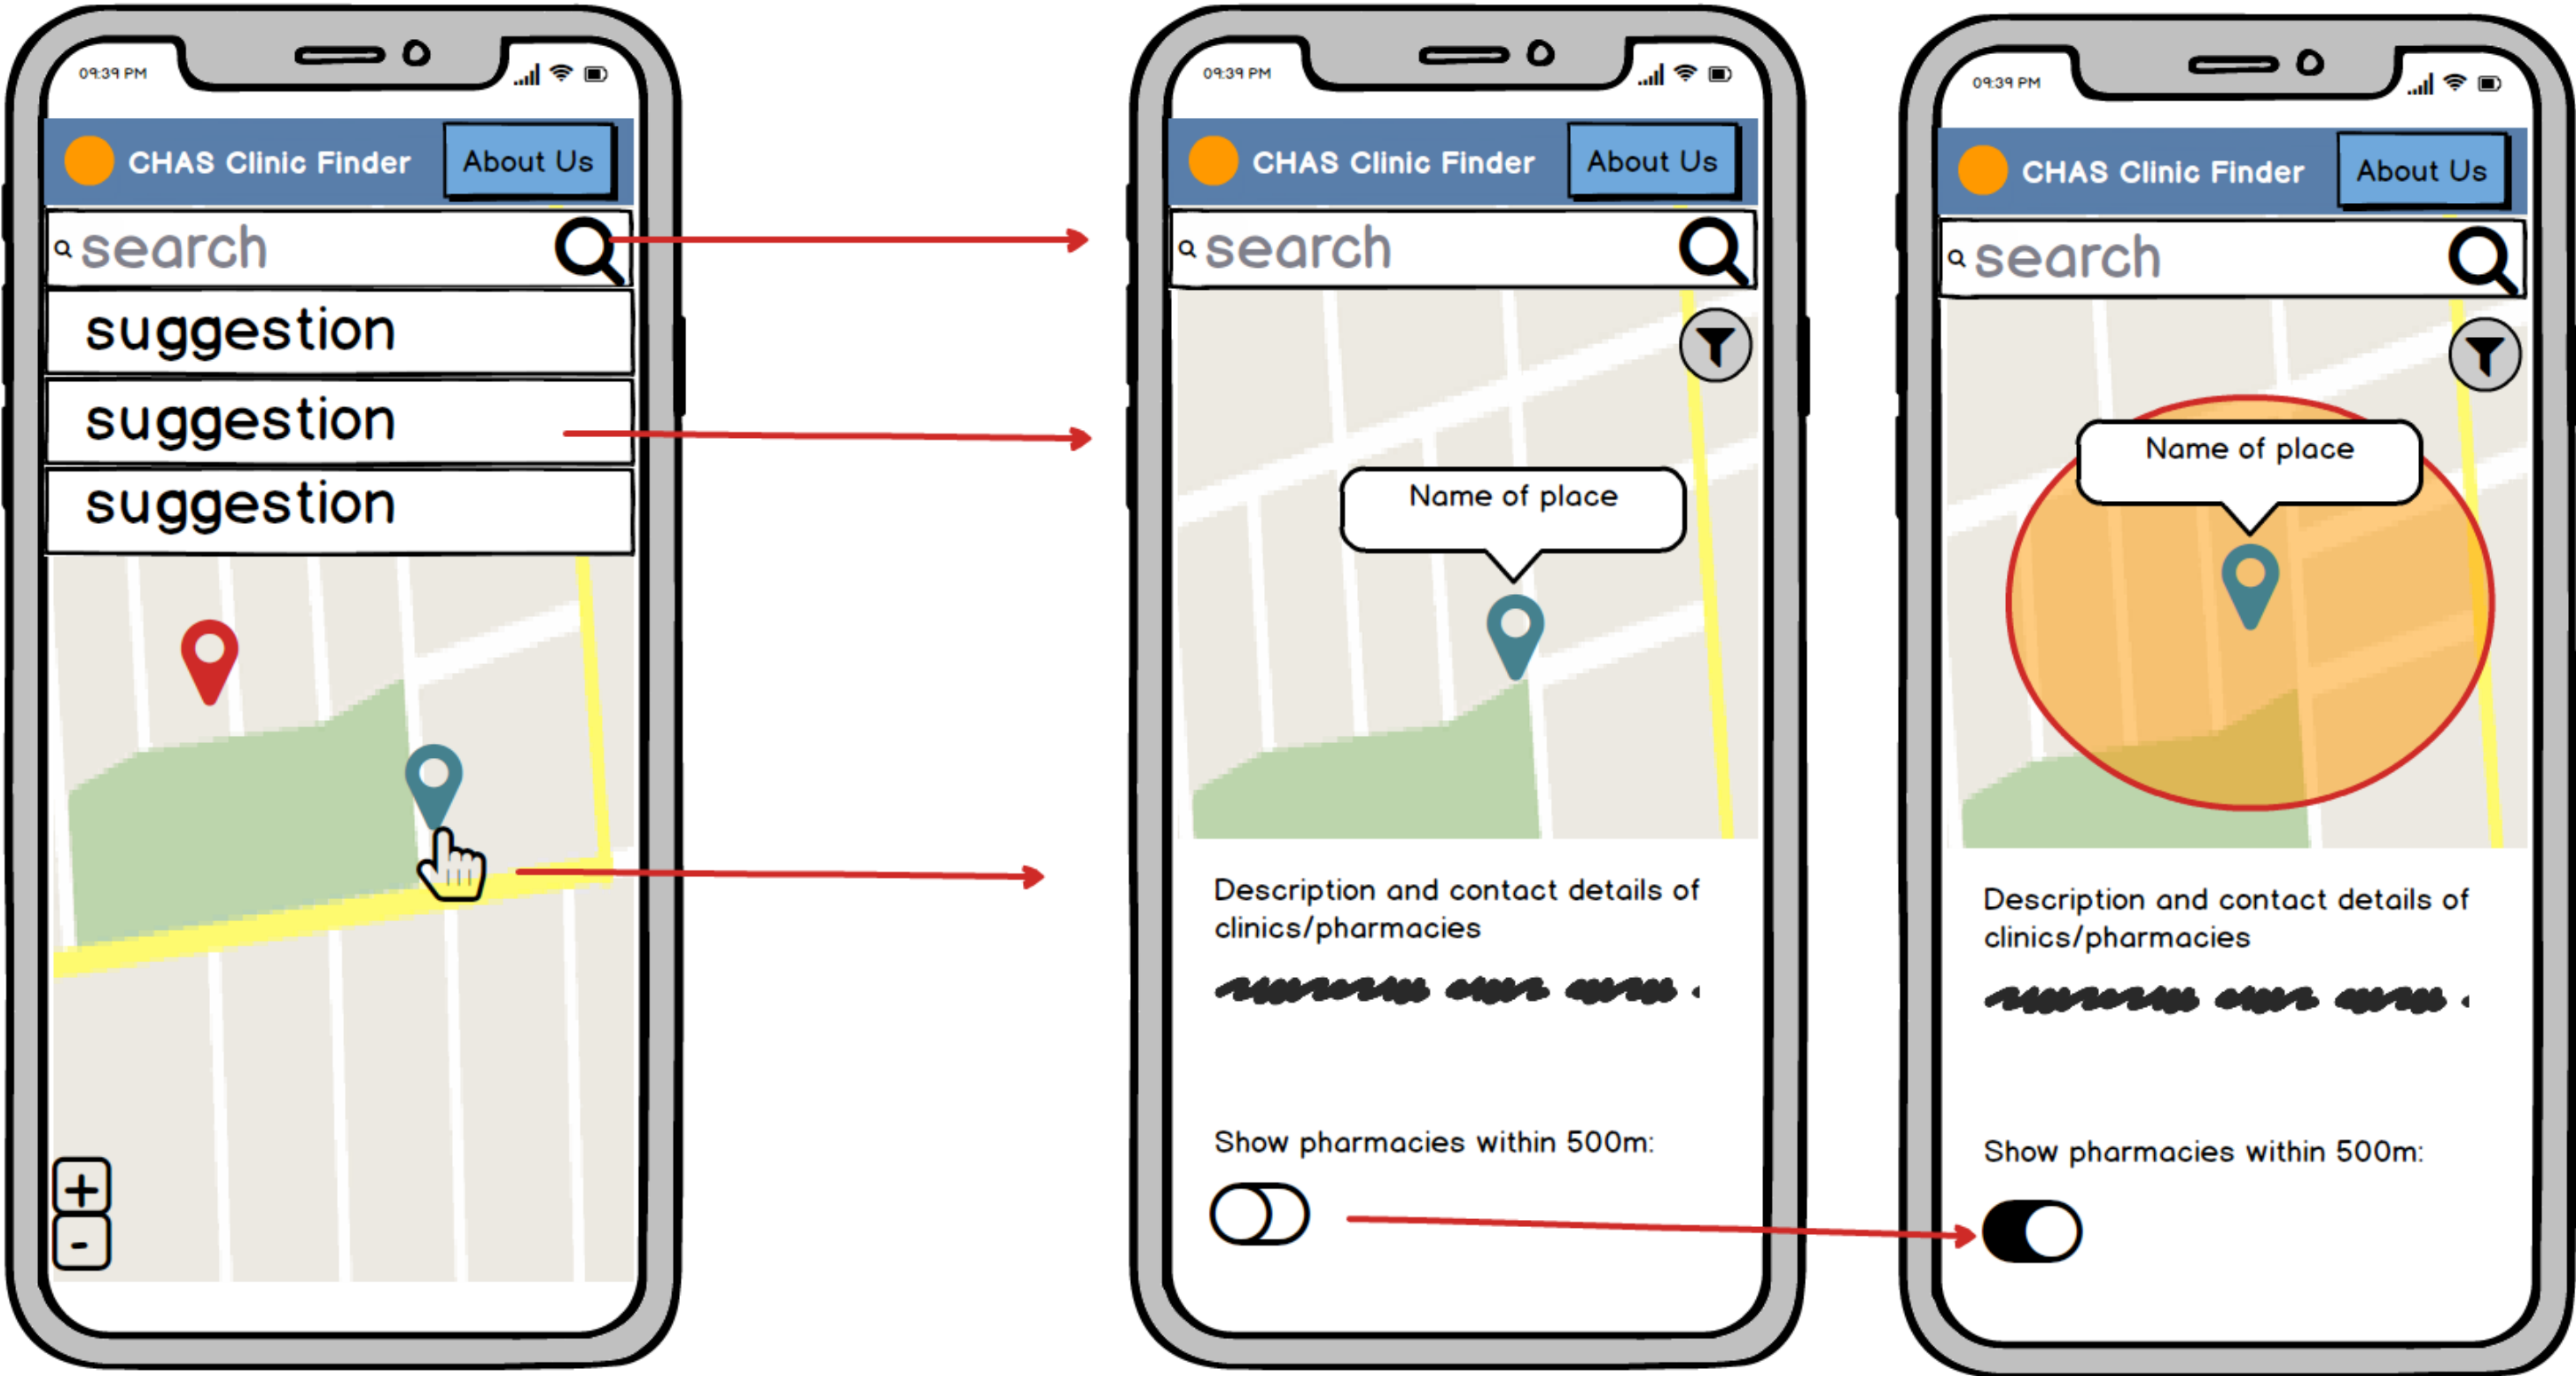 09:39 PM
CHAS Clinic Finder
About Us
search
suggestion
suggestion
suggestion
+
-
09:39 PM
CHAS Clinic Finder
About Us
search
Name of place
Description and contact details of
clinics/pharmacies
Show pharmacies within 500m:
09:39 PM
CHAS Clinic Finder
About Us
search
Name of place
Description and contact details of
clinics/pharmacies
Show pharmacies within 500m: